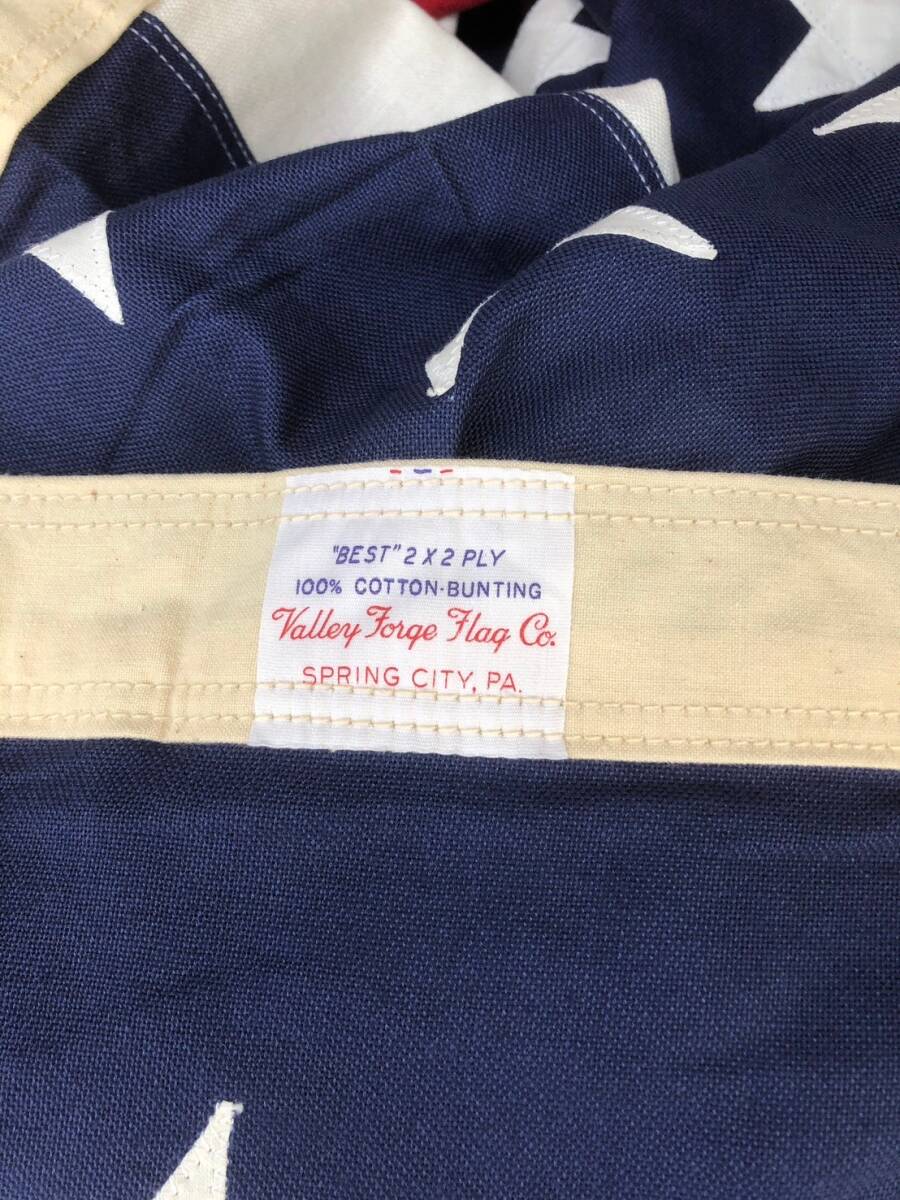 "BEST" 2 X 2 PLY
100% COTTON-BUNTING
Valley Forge Flag Co.
SPRING CITY, PA.